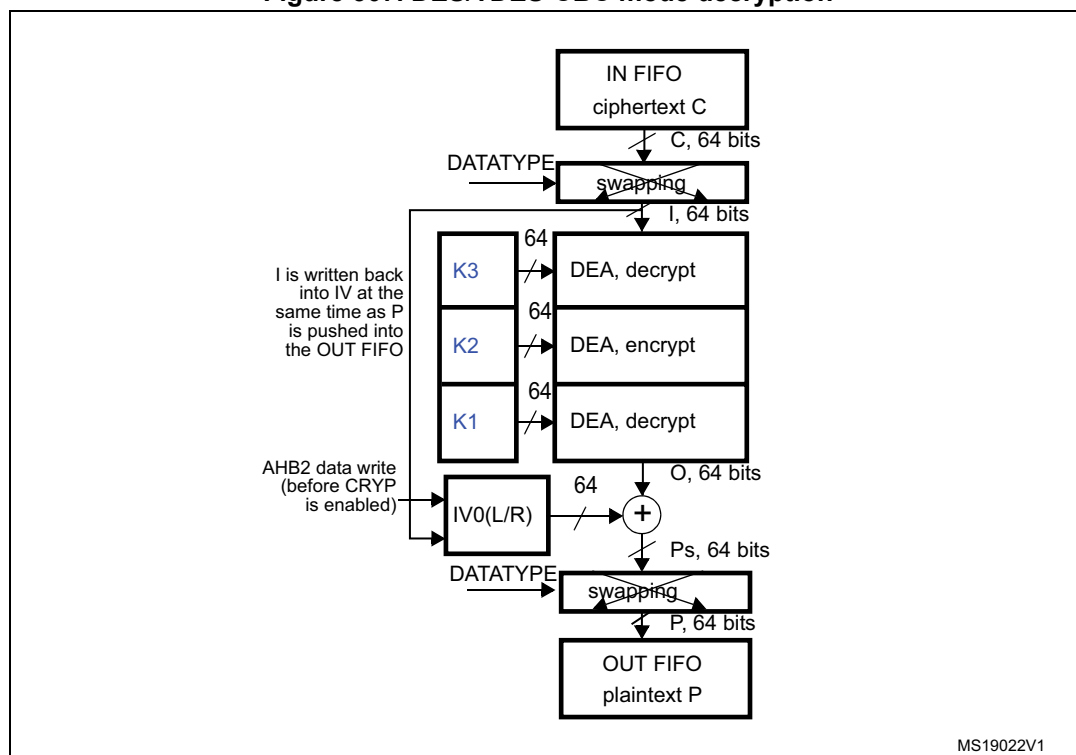 IN FIFO
ciphertext C
C, 64 bits
DATATYPE
swapping
I, 64 bits
64
K3
DEA, decrypt
I is written back
into IV at the
same time as P
is pushed into
the OUT FIFO
64
K2
DEA, encrypt
64
K1
DEA, decrypt
AHB2 data write
(before CRYP
is enabled)
O, 64 bits
IV0(L/R)
64
+
Ps, 64 bits
DATATYPE
swapping
P, 64 bits
OUT FIFO
plaintext P
MS19022V1